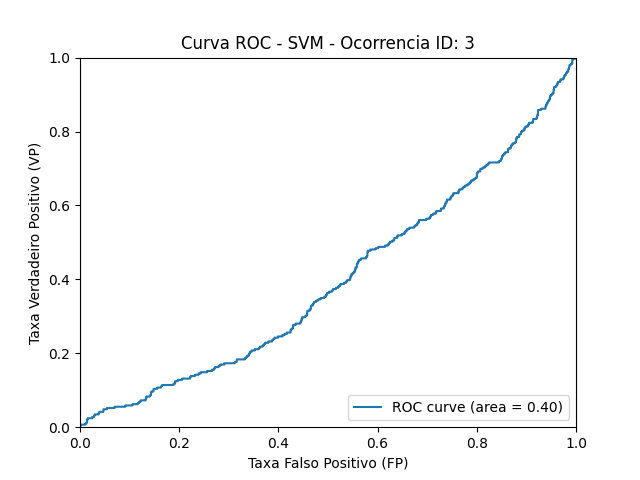 Curva ROC - SVM - Ocorrencia ID: 3
Taxa Verdadeiro Positivo (VP)
1.0
0.8
0.6
0.4
0.2
0.0
ROC curve (area = 0.40)
0.0 0.2 0.4 0.6 0.8 1.0
Taxa Falso Positivo (FP)